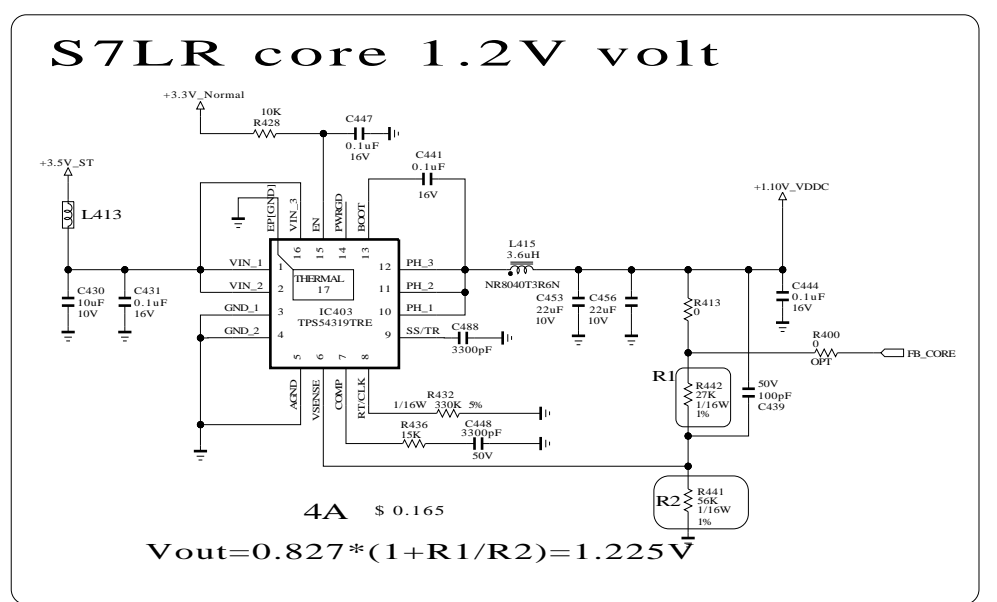 S7LR core 1.2V volt
+3.3V_Normal
10K
R428
C447
0.1uF
16V
C441
0.1uF
16V
+3.5V_ST
L413
+1.10V_VDDC
EP[GND]
VIN_3
EN
PWRGD
BOOT
16
15
14
13
L415
3.6uH
NR8040T3R6N
VIN_1
1
THERMAL
17
12
PH_3
VIN_2
2
11
PH_2
GND_1
3
IC403
TPS54319TRE
10
PH_1
GND_2
4
9
SS/TR
C488
3300pF
C430
10uF
10V
C431
0.1uF
16V
C453
22uF
10V
C456
22uF
10V
R413
0
C444
0.1uF
16V
R400
0
OPT
FB_CORE
5
6
7
8
AGND
VSENSE
COMP
RT/CLK
R432
1/16W 330K 5%
R436
15K
C448
3300pF
50V
R1
R442
27K
1/16W
1%
50V
100pF
C439
R2
R441
56K
1/16W
1%
4A $ 0.165
Vout=0.827*(1+R1/R2)=1.225V